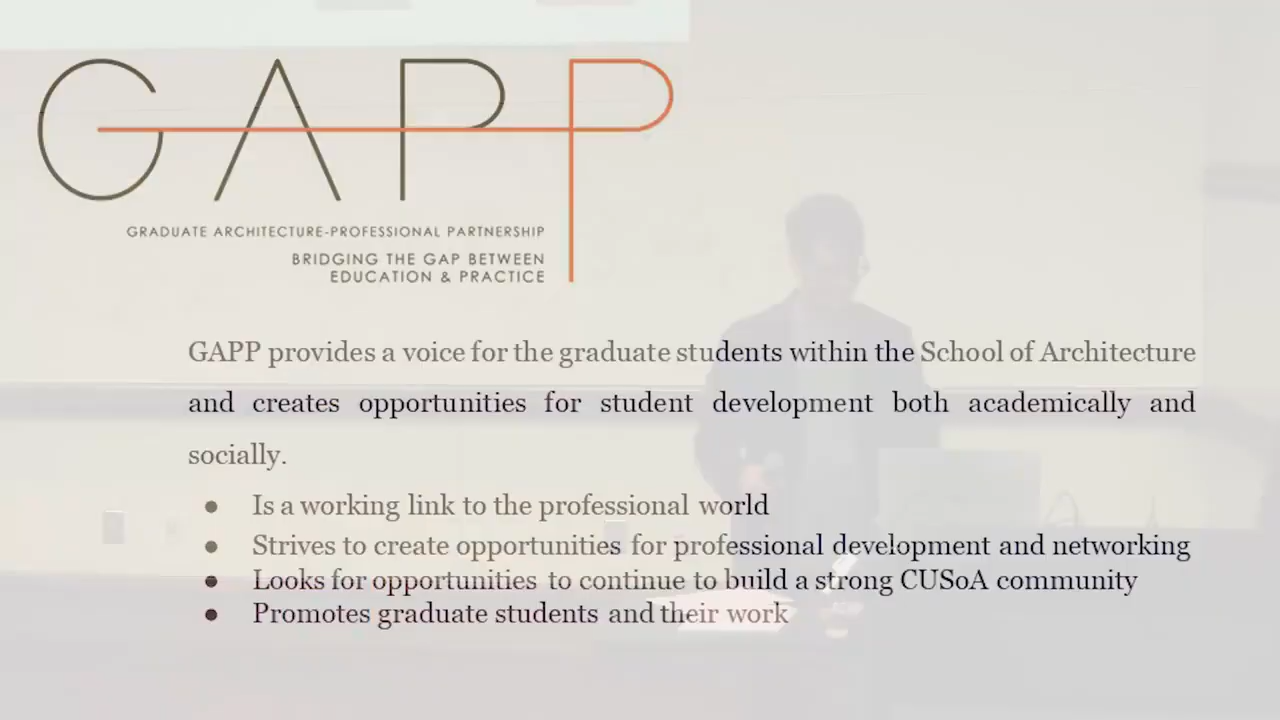 GAPP
GRADUATE ARCHITECTURE-PROFESSIONAL PARTNERSHIP
BRIDGING THE GAP BETWEEN
EDUCATION & PRACTICE
GAPP provides a voice for the graduate students within the School of Architecture
and creates opportunities for student development both academically and
socially.
● Is a working link to the professional world
● Strives to create opportunities for professional development and networking
● Looks for opportunities to continue to build a strong CUSoA community
● Promotes graduate students and their work